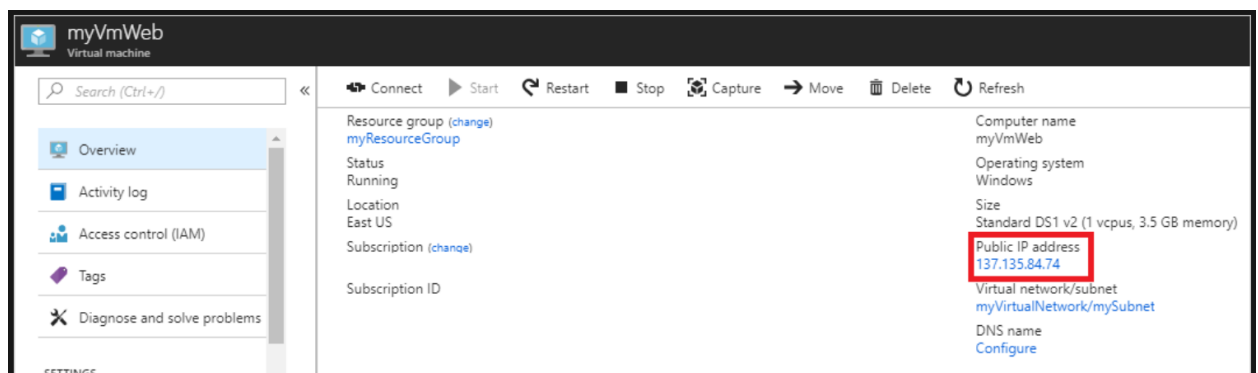 myVmWeb
Virtual machine
Search (Ctrl+/)
«
Overview
Activity log
Access control (IAM)
Tags
Diagnose and solve problems
SETTINGS
Connect Start Restart Stop Capture Move Delete Refresh
Resource group (change)
myResourceGroup
Status
Running
Location
East US
Subscription (change)
Subscription ID
Computer name
myVmWeb
Operating system
Windows
Size
Standard DS1 v2 (1 vcpus, 3.5 GB memory)
Public IP address
137.135.84.74
Virtual network/subnet
myVirtualNetwork/mySubnet
DNS name
Configure